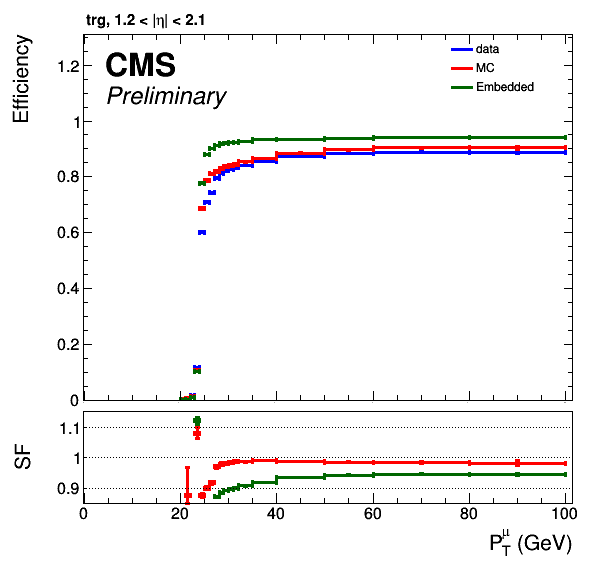 trg, 1.2 < |η| < 2.1
CMS
Preliminary
data
MC
Embedded
Efficiency
1.2
1
0.8
0.6
0.4
0.2
0
SF
1.1
1
0.9
0 20 40 60 80 100
P_T^μ (GeV)